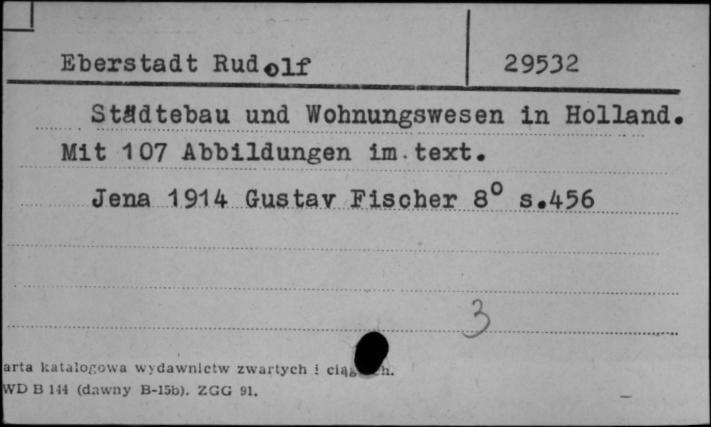 Eberstadt Rudolf 29532
Städtebau und Wohnungswesen in Holland.
Mit 107 Abbildungen im text.
Jena 1914 Gustav Fischer 8° s.456
3
arta katalogowa wydawnictw zwartych i
WD B 144 (dawny B-15b). ZGG 91.